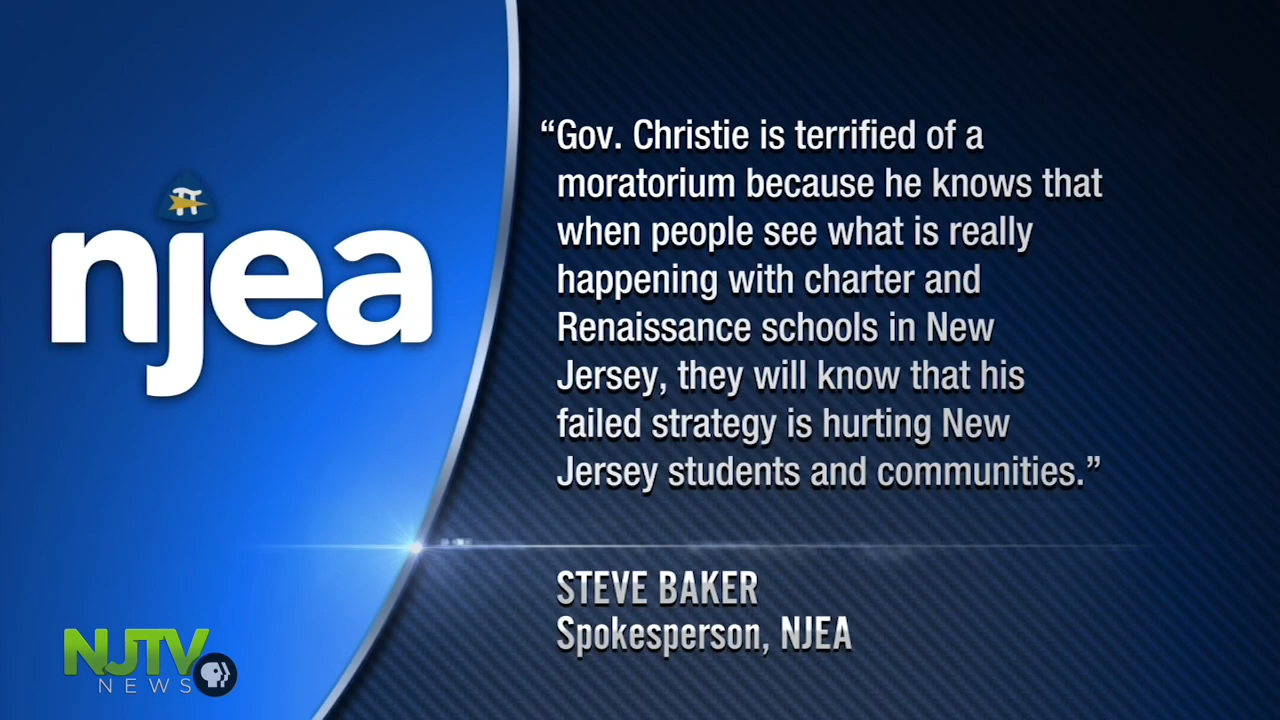 njea
“Gov. Christie is terrified of a
moratorium because he knows that
when people see what is really
happening with charter and
Renaissance schools in New
Jersey, they will know that his
failed strategy is hurting New
Jersey students and communities.”
STEVE BAKER
Spokesperson, NJEA
NJTV
NEWS